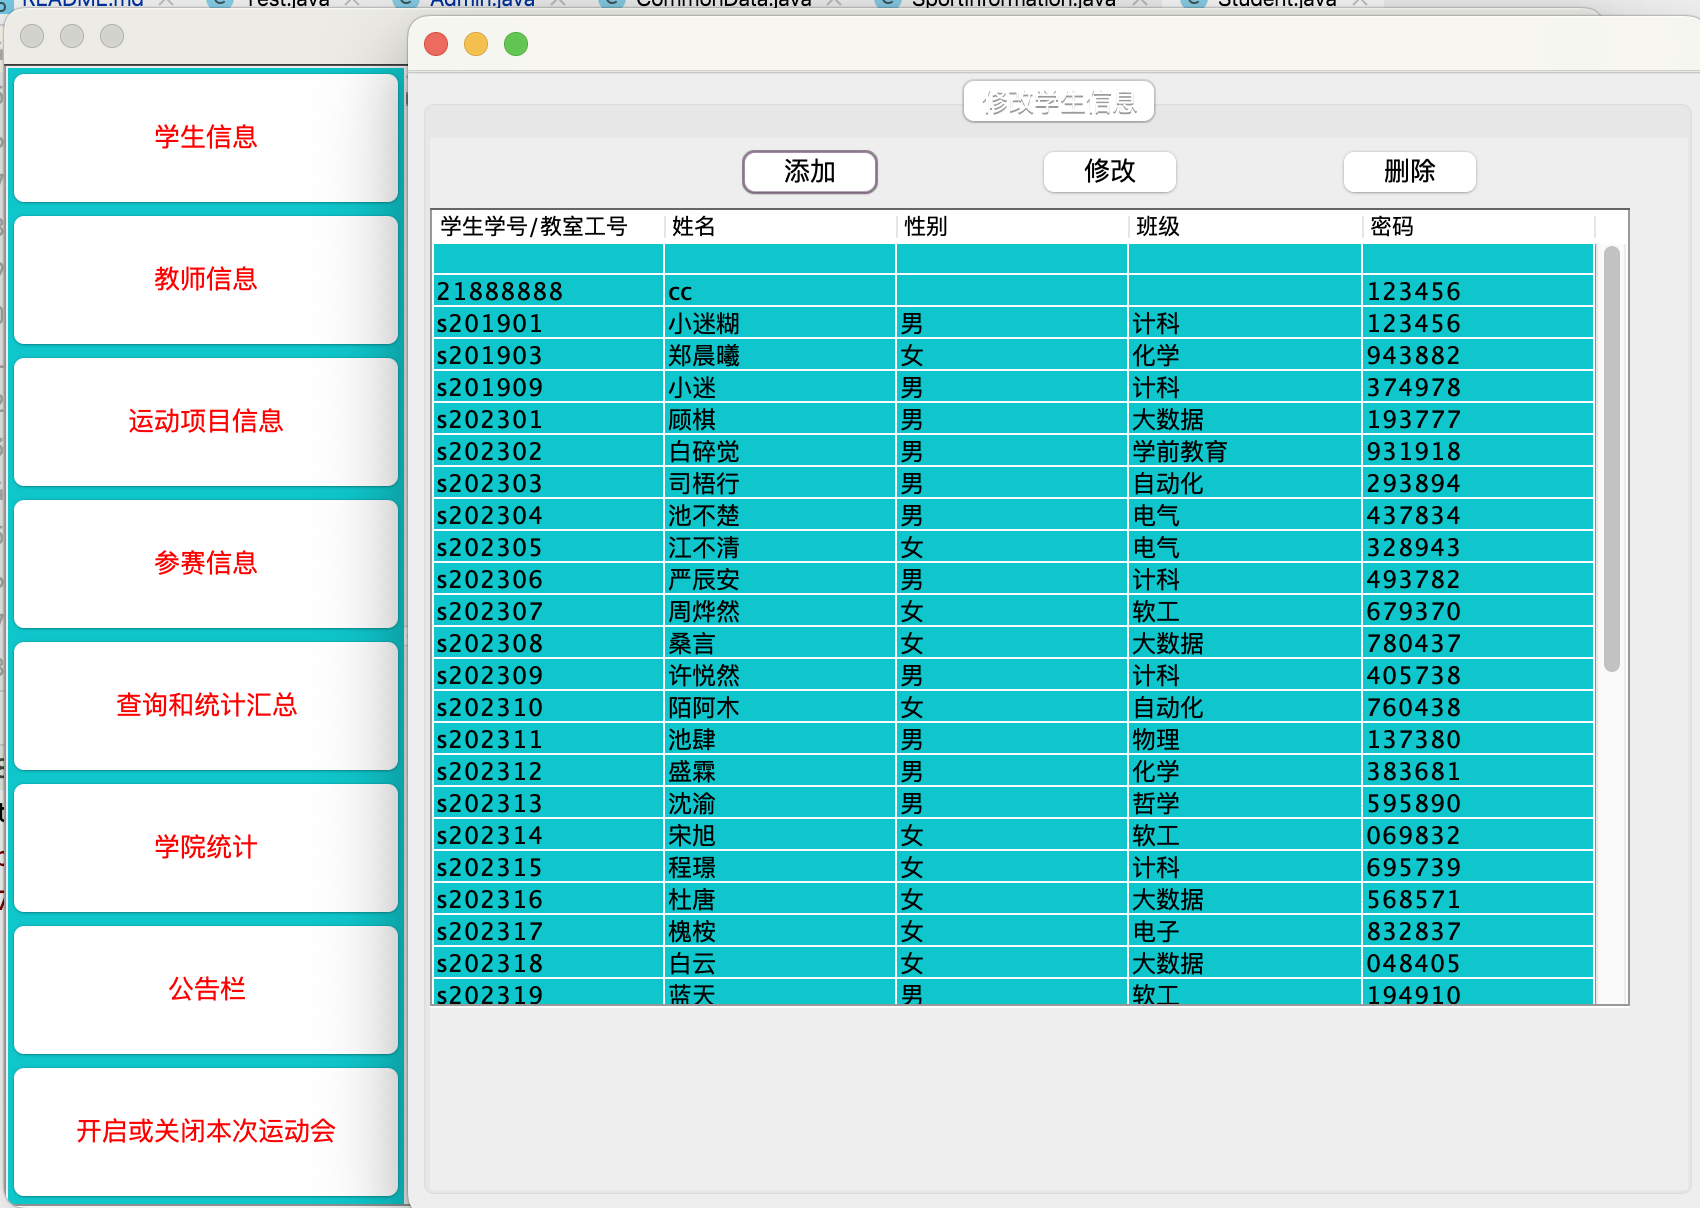 README.md Test.java Admin.java CommonData.java SportInformation.java Student.java
学生信息
教师信息
运动项目信息
参赛信息
查询和统计汇总
学院统计
公告栏
开启或关闭本次运动会
修改学生信息
添加 修改 删除
学生学号/教室工号 姓名 性别 班级 密码
21888888 cc 123456
s201901 小迷糊 男 计科 123456
s201903 郑晨曦 女 化学 943882
s201909 小迷 男 计科 374978
s202301 顾棋 男 大数据 193777
s202302 白碎觉 男 学前教育 931918
s202303 司梧行 男 自动化 293894
s202304 池不楚 男 电气 437834
s202305 江不清 女 电气 328943
s202306 严辰安 男 计科 493782
s202307 周烨然 女 软工 679370
s202308 桑言 女 大数据 780437
s202309 许悦然 男 计科 405738
s202310 陌阿木 女 自动化 760438
s202311 池肆 男 物理 137380
s202312 盛霖 男 化学 383681
s202313 沈渝 男 哲学 595890
s202314 宋旭 女 软工 069832
s202315 程璟 女 计科 695739
s202316 杜唐 女 大数据 568571
s202317 槐桉 女 电子 832837
s202318 白云 女 大数据 048405
s202319 蓝天 男 软工 194910